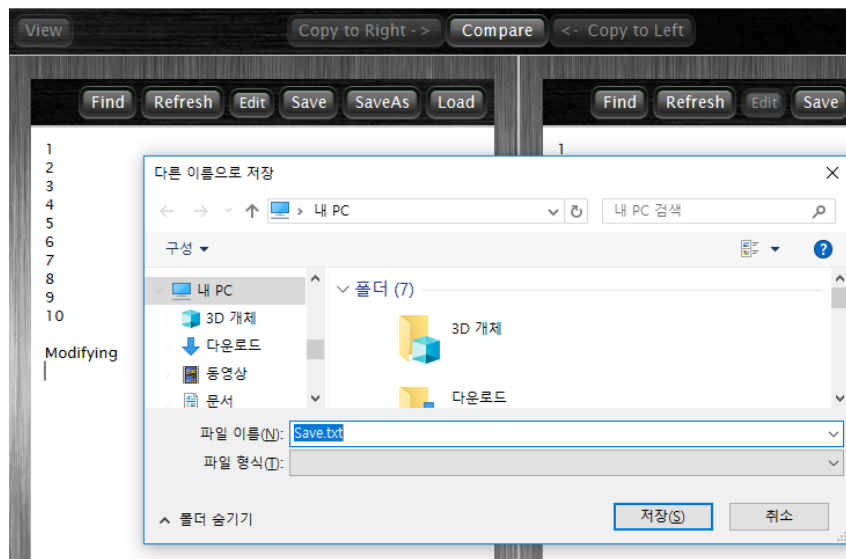 View Copy to Right -> Compare <- Copy to Left
Find Refresh Edit Save SaveAs Load
Find Refresh Edit Save
1
2
3
4
5
6
7
8
9
10
Modifying
1
다른 이름으로 저장
내 PC
내 PC 검색
구성
내 PC
3D 개체
다운로드
동영상
문서
폴더 (7)
3D 개체
다운로드
파일 이름(N): Save.txt
파일 형식(T):
폴더 숨기기
저장(S) 취소